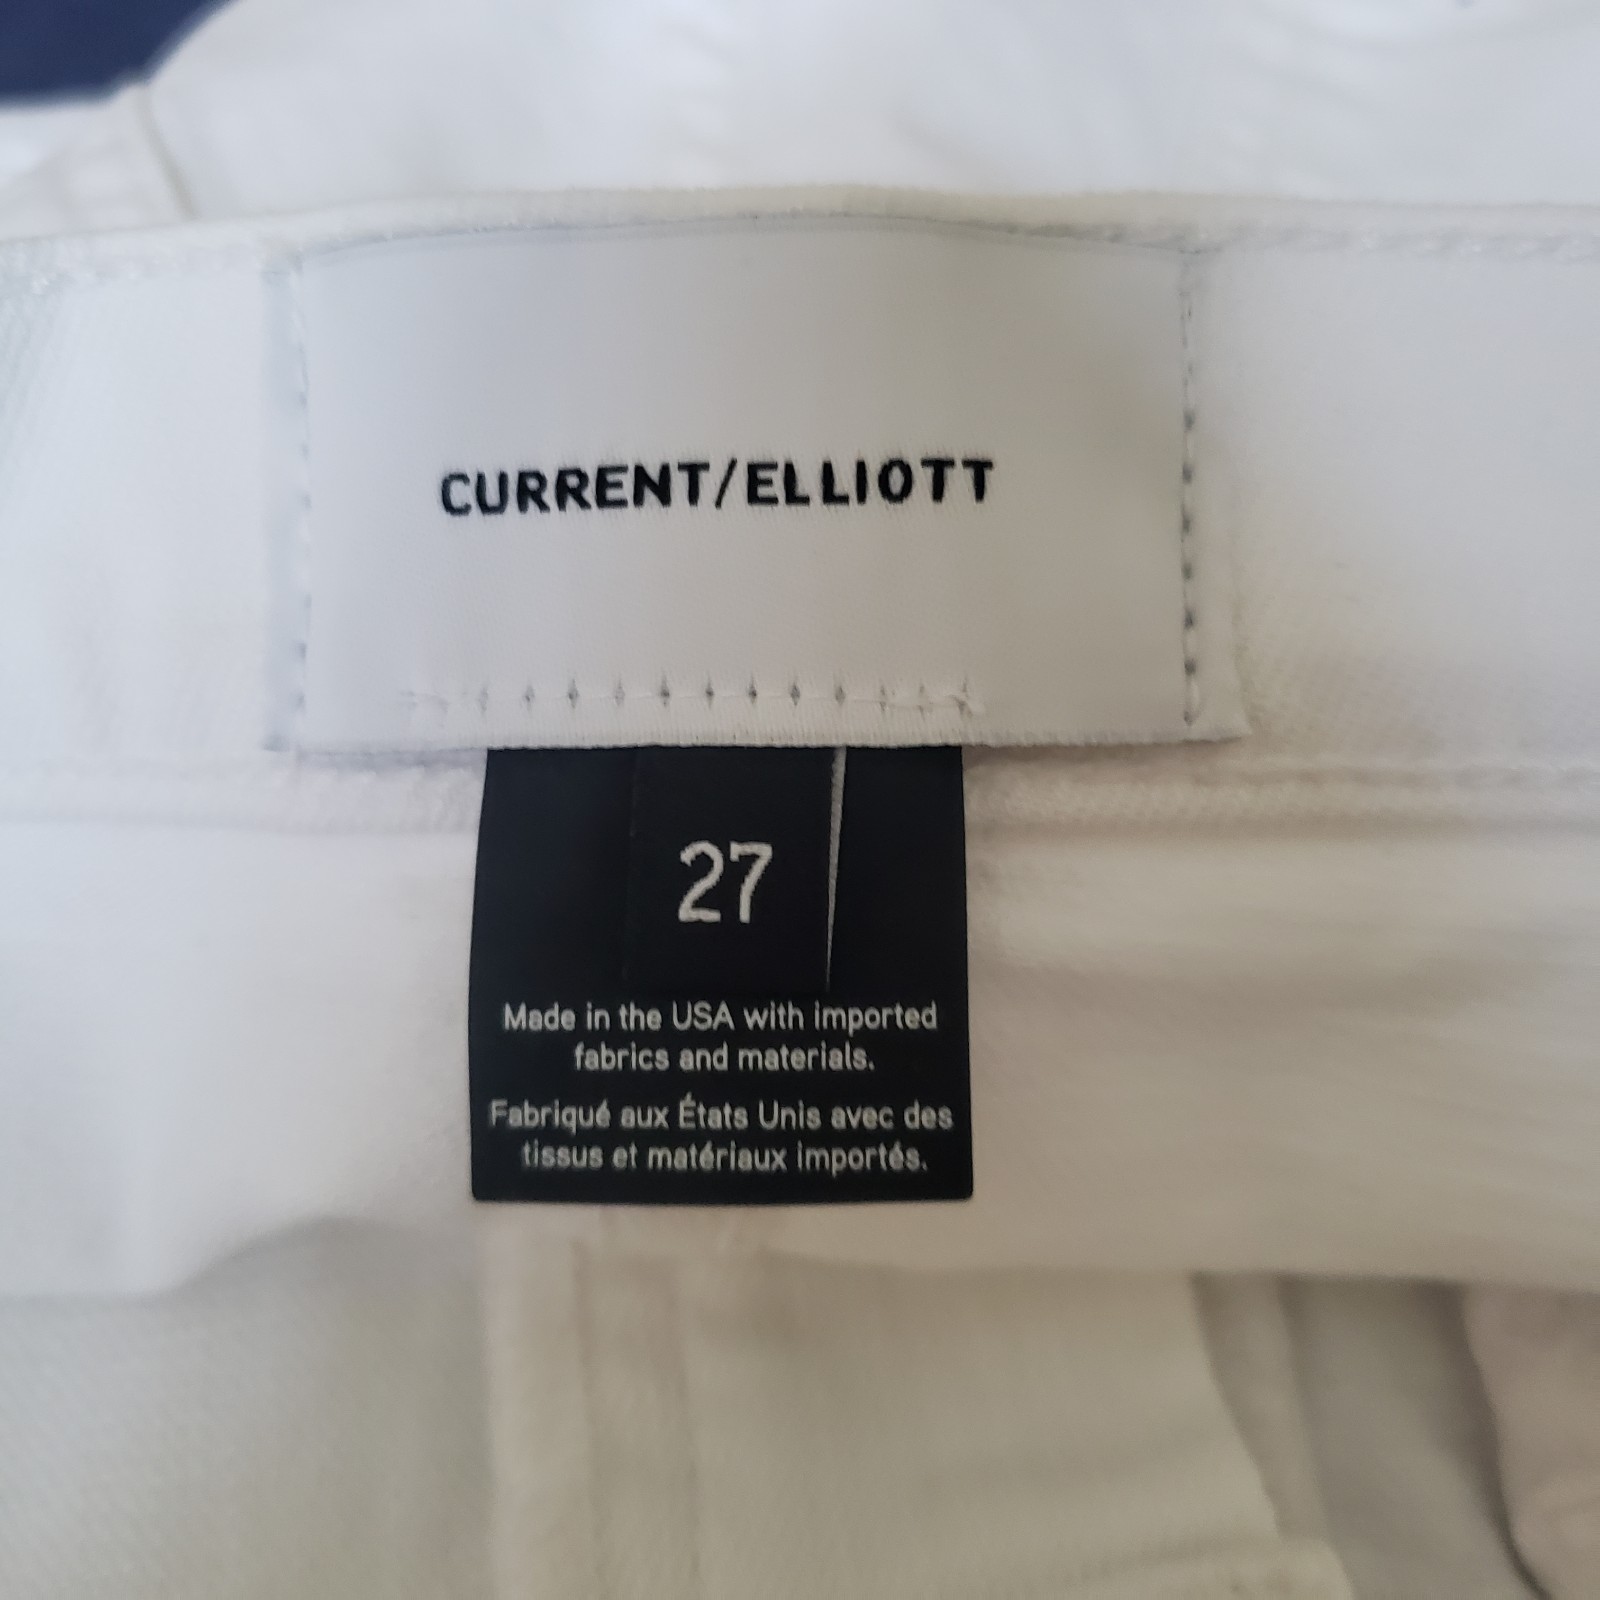 CURRENT/ELLIOTT
27
Made in the USA with imported
fabrics and materials.
Fabriqué aux États Unis avec des
tissus et matériaux importés.